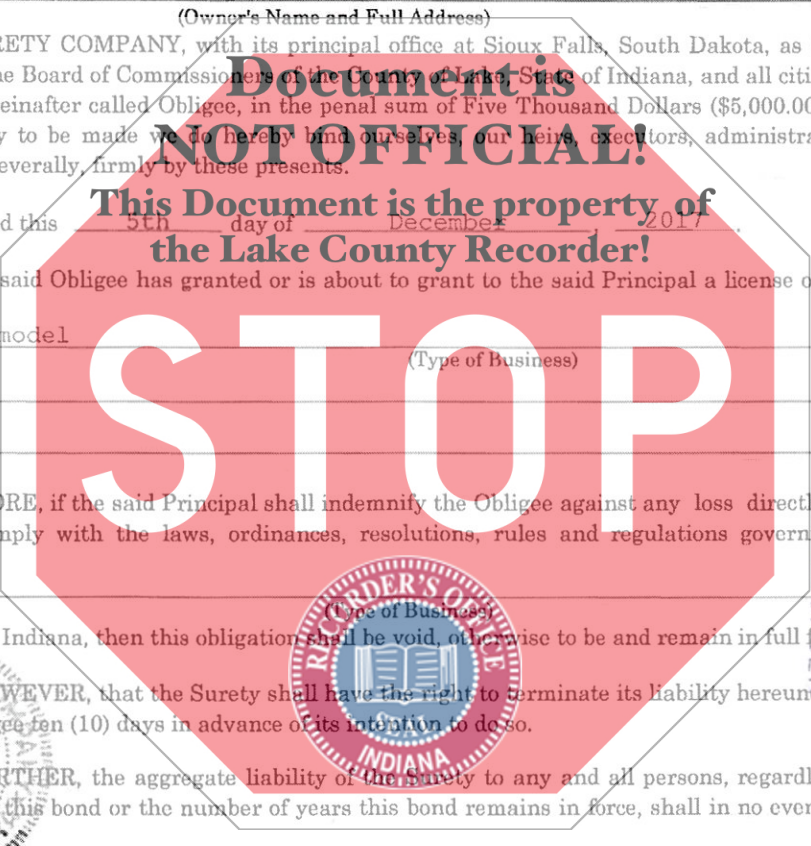 (Owner's Name and Full Address)
RETY COMPANY, with its principal office at Sioux Falls, South Dakota, as
he Board of Commissioners of the County of Lake, State of Indiana, and all citi
reinafter called Obligee, in the penal sum of Five Thousand Dollars ($5,000.00
y to be made we do hereby bind ourselves, our heirs, executors, administra
everally, firmly by these presents.
Document is
NOT OFFICIAL!
This Document is the property of
the Lake County Recorder!
d this 5th day of December, 2017.
said Obligee has granted or is about to grant to the said Principal a license o
model
(Type of Business)
STOP
ORE, if the said Principal shall indemnify the Obligee against any loss directl
mply with the laws, ordinances, resolutions, rules and regulations govern
(Type of Business)
RECORDER'S OFFICE
Indiana, then this obligation shall be void, otherwise to be and remain in full
WEVER, that the Surety shall have the right to terminate its liability hereun
ce ten (10) days in advance of its intention to do so.
INDIANA
RTHER, the aggregate liability of the Surety to any and all persons, regardl
this bond or the number of years this bond remains in force, shall in no even